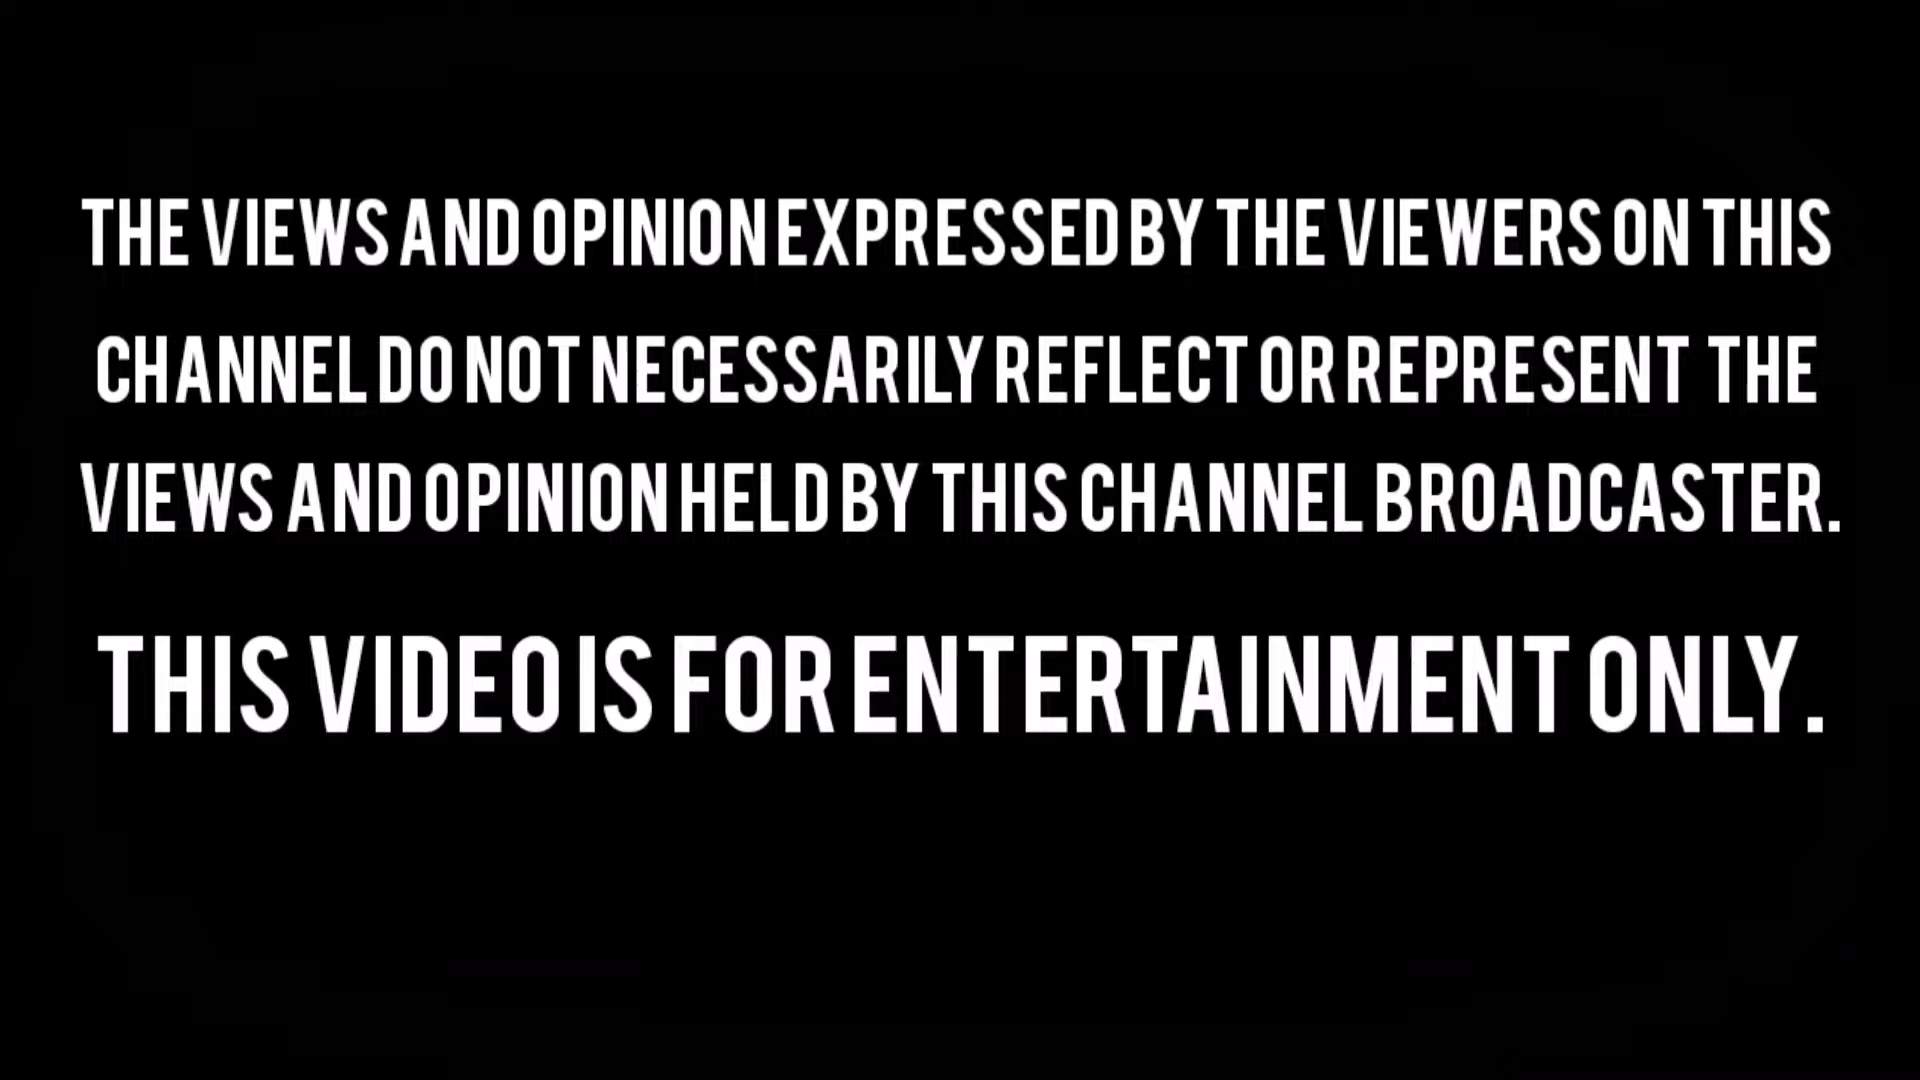 THE VIEWS AND OPINION EXPRESSED BY THE VIEWERS ON THIS
CHANNEL DO NOT NECESSARILY REFLECT OR REPRESENT THE
VIEWS AND OPINION HELD BY THIS CHANNEL BROADCASTER.
THIS VIDEO IS FOR ENTERTAINMENT ONLY.